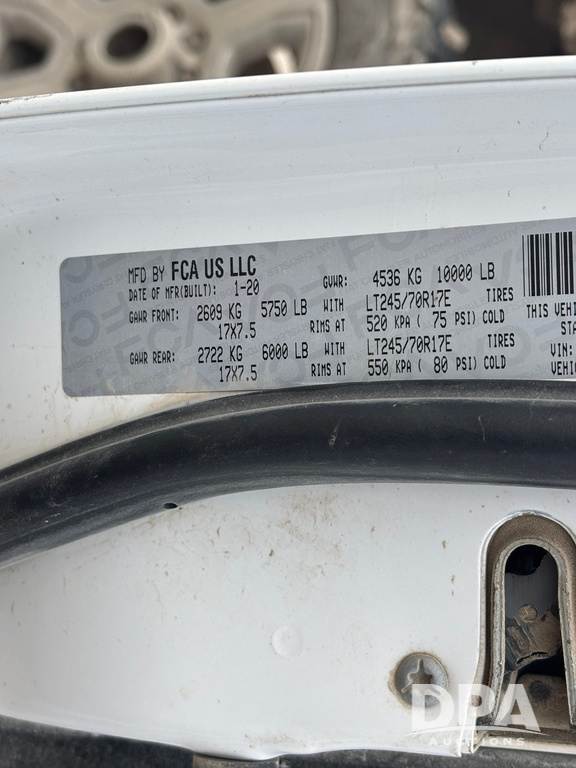 MFD BY FCA US LLC
DATE OF MFR(BUILT): 1-20 GVWR: 4536 KG 10000 LB
GAWR FRONT: 2609 KG 5750 LB WITH LT245/70R17E TIRES
17X7.5 RIMS AT 520 KPA ( 75 PSI) COLD
GAWR REAR: 2722 KG 6000 LB WITH LT245/70R17E TIRES
17X7.5 RIMS AT 550 KPA ( 80 PSI) COLD
THIS
VIN:
DPA
AUCTIONS